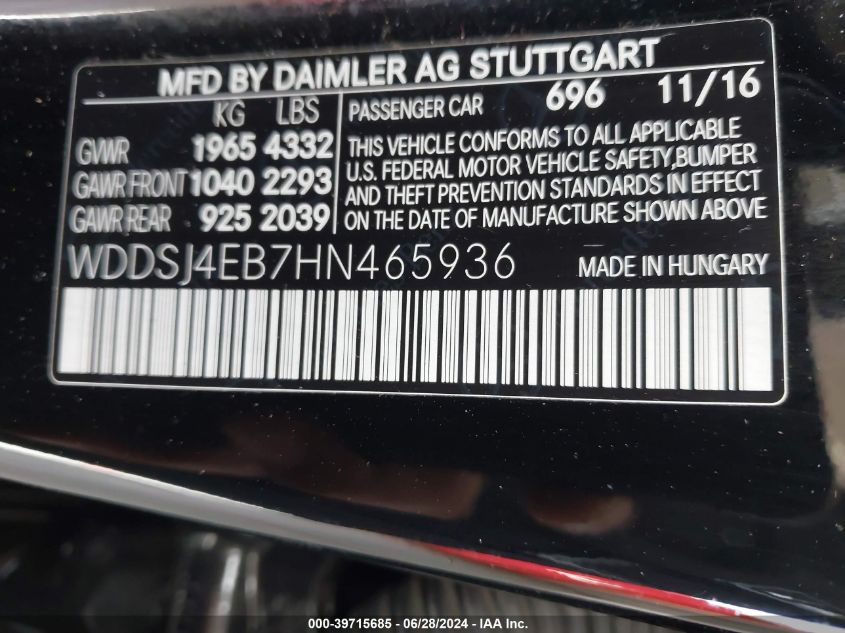 MFD BY DAIMLER AG STUTTGART
KG LBS
GVWR 1965 4332
GAWR FRONT 1040 2293
GAWR REAR 925 2039
PASSENGER CAR 696 11/16
THIS VEHICLE CONFORMS TO ALL APPLICABLE
U.S. FEDERAL MOTOR VEHICLE SAFETY,BUMPER
AND THEFT PREVENTION STANDARDS IN EFFECT
ON THE DATE OF MANUFACTURE SHOWN ABOVE
WDDSJ4EB7HN465936 MADE IN HUNGARY
000-39715685 - 06/28/2024 - IAA Inc.